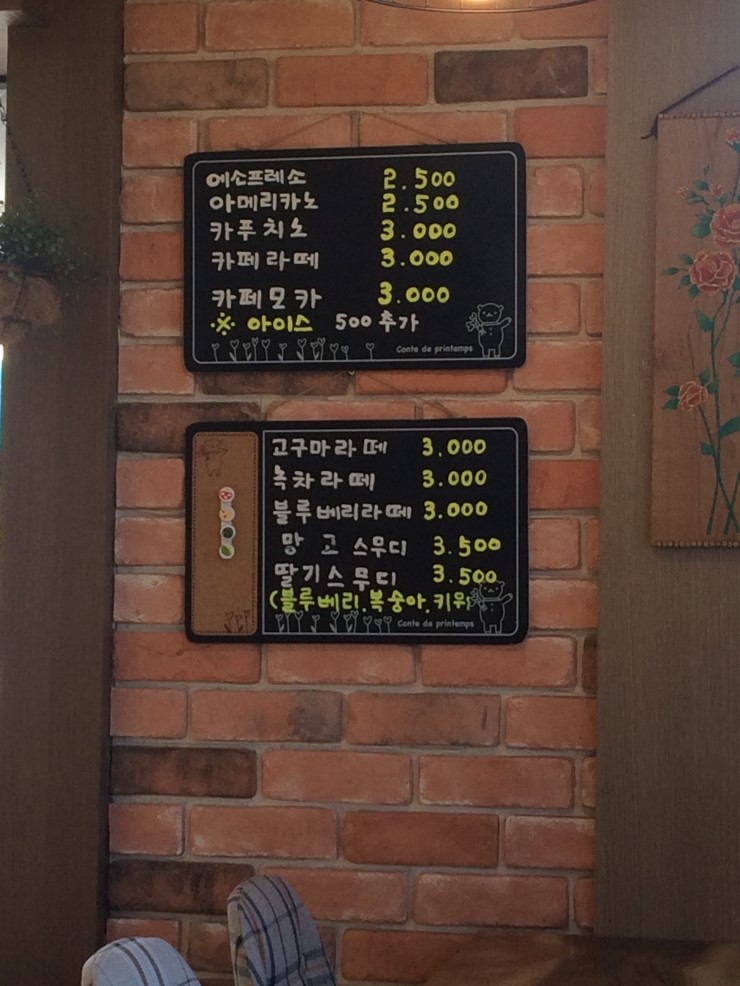 에소프레소 2.500
아메리카노 2.500
카푸치노 3.000
카페라떼 3.000
카페모카 3.000
※ 아이스 500 추가
Conte de printemps
고구마라떼 3.000
녹차라떼 3.000
블루베리라떼 3.000
망고스무디 3.500
딸기스무디 3.500
(블루베리.복숭아.키위)
Conte de printemps